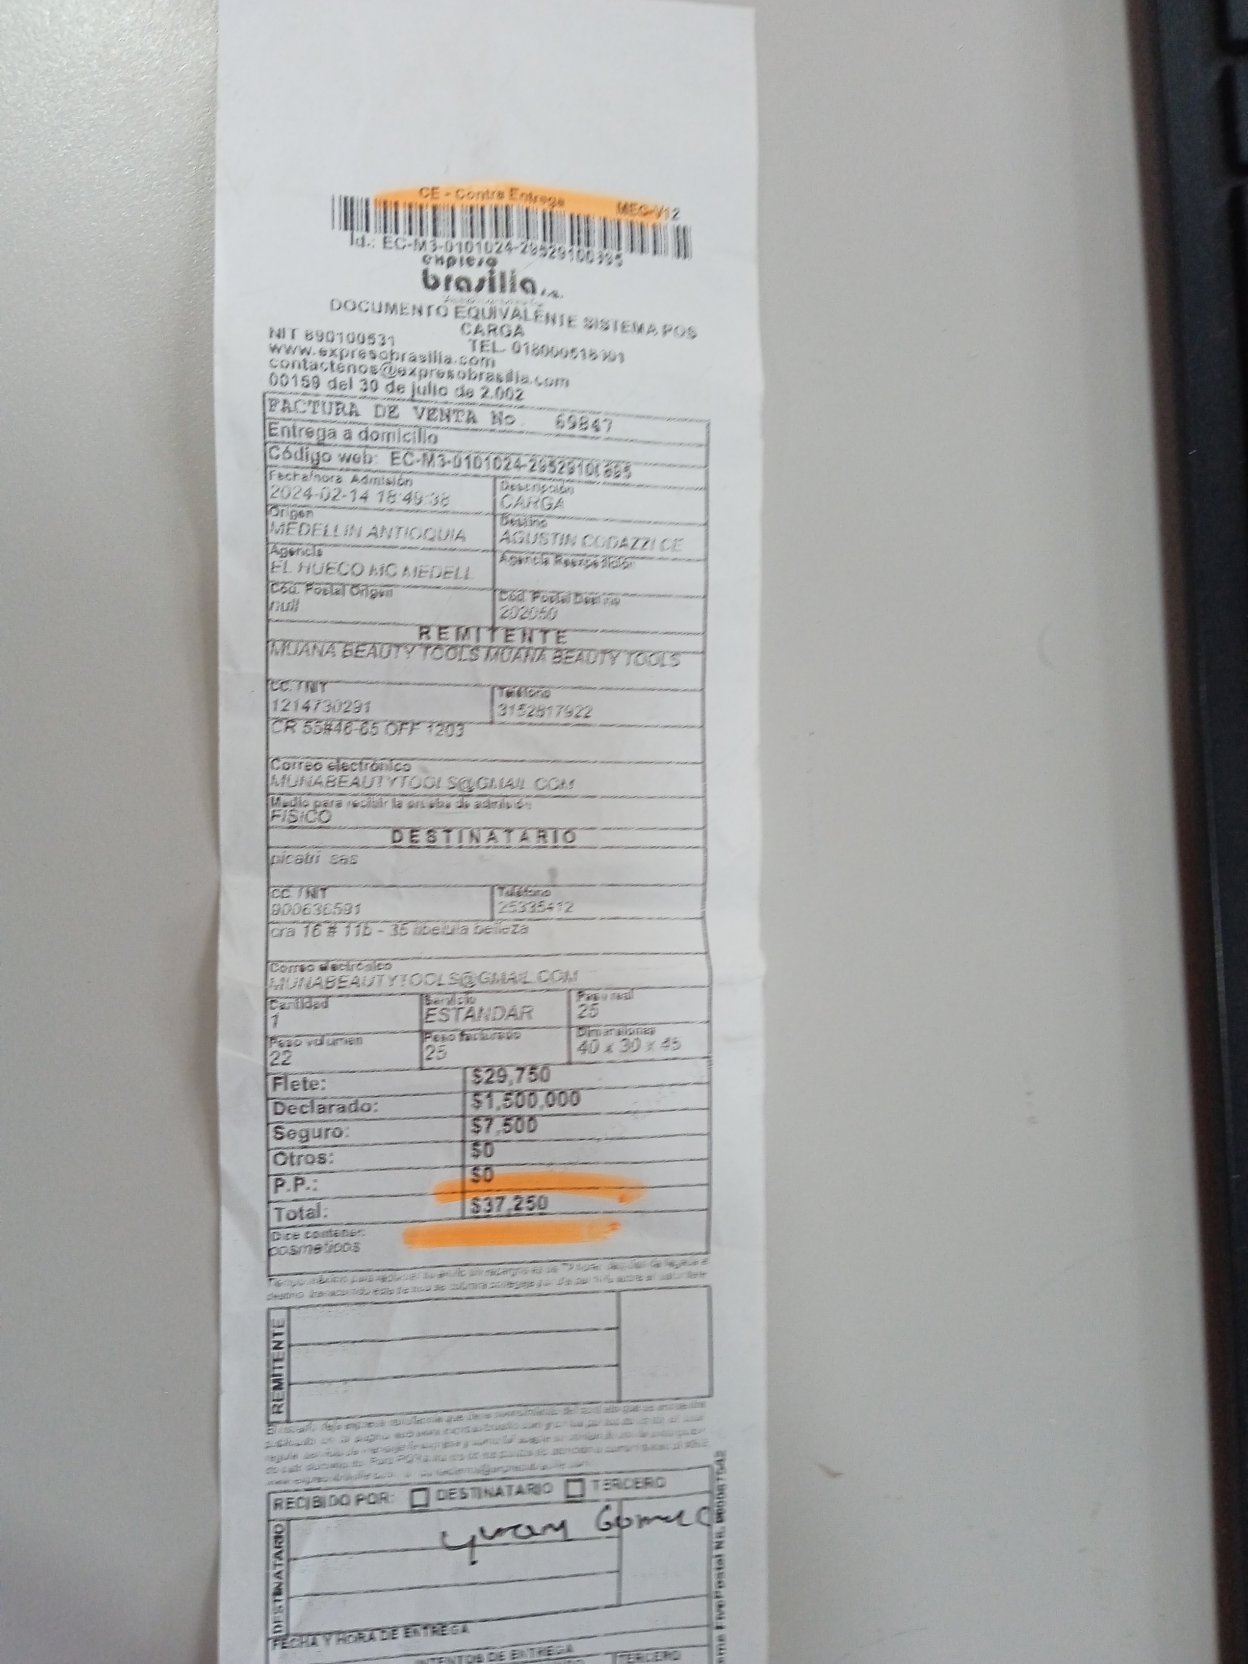 CE - Contra Entrega MEC-V12
Id.: EC-M3-0101024-29529100895
expreso
brasilia s.a.
DOCUMENTO EQUIVALENTE SISTEMA POS
CARGA
NIT 890100531 TEL. 018000518001
www.expresobrasilia.com
contactenos@expresobrasilia.com
00159 del 30 de julio de 2.002
FACTURA DE VENTA No. 69847
Entrega a domicilio
Código web: EC-M3-0101024-29529100895
Fecha/hora Admisión Descripción
2024-02-14 18:49:38 CARGA
Origen Destino
MEDELLIN ANTIOQUIA AGUSTIN CODAZZI CE
Agencia Agencia Reexpedición
EL HUECO MC MEDELL
Cod. Postal Origen Cod. Postal Destino
null 202050
REMITENTE
MUANA BEAUTY TOOLS MUANA BEAUTY TOOLS
CC. / NIT Teléfono
1214730291 3152817922
CR 55#46-65 OFF 1203
Correo electrónico
MUNABEAUTYTOOLS@GMAIL.COM
Medio para recibir la prueba de admisión
FISICO
DESTINATARIO
picatri sas
CC. / NIT Teléfono
900636591 25335412
cra 16 # 11b - 35 libelula belleza
Correo electrónico
MUNABEAUTYTOOLS@GMAIL.COM
Cantidad Servicio Peso real
1 ESTANDAR 25
Peso volumen Peso facturado Dimensiones
22 25 40 x 30 x 45
Flete: $29,750
Declarado: $1,500,000
Seguro: $7,500
Otros: $0
P.P.: $0
Total: $37,250
Dice contener:
cosmeticos
REMITENTE
RECIBIDO POR: DESTINATARIO TERCERO
DESTINATARIO
FECHA Y HORA DE ENTREGA
INTENTOS DE ENTREGA
TERCERO